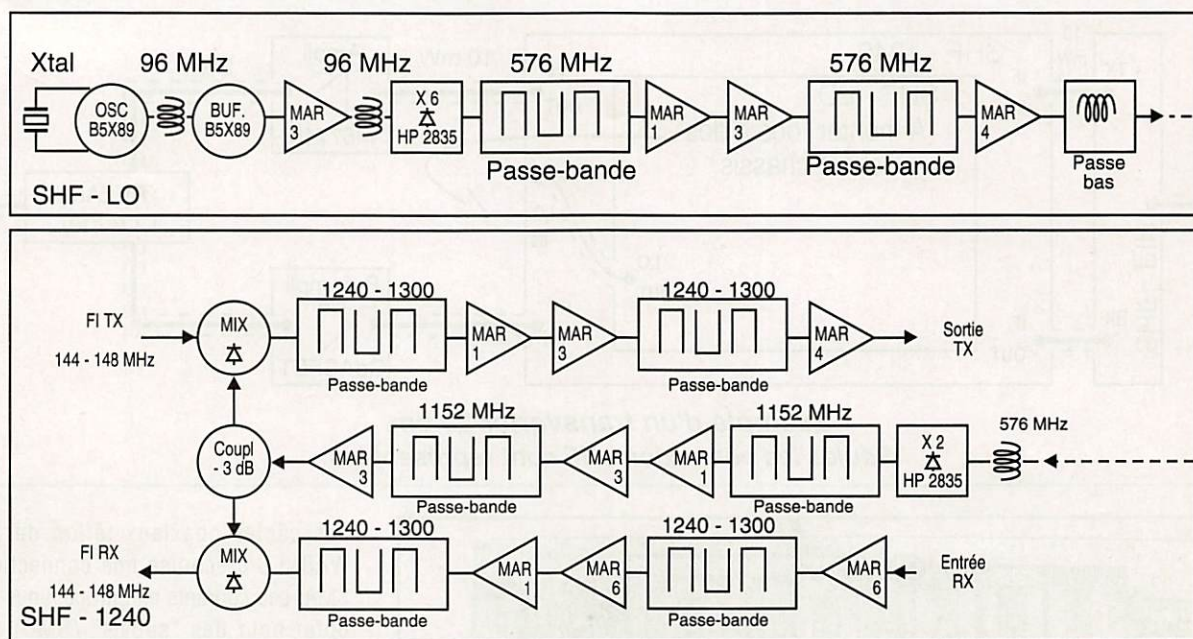 Xtal
96 MHz
96 MHz
576 MHz
576 MHz
OSC
B5X89
BUF.
B5X89
MAR
3
X 6
HP 2835
MAR
1
MAR
3
MAR
4
Passe-bande
Passe-bande
Passe
bas
SHF - LO
FI TX
144 - 148 MHz
MIX
1240 - 1300
Passe-bande
MAR
1
MAR
3
1240 - 1300
Passe-bande
MAR
4
Sortie
TX
Coupl
- 3 dB
MAR
3
1152 MHz
Passe-bande
MAR
3
MAR
1
1152 MHz
Passe-bande
X 2
HP 2835
576 MHz
FI RX
144 - 148 MHz
MIX
1240 - 1300
Passe-bande
MAR
1
MAR
6
1240 - 1300
Passe-bande
MAR
6
Entrée
RX
SHF - 1240